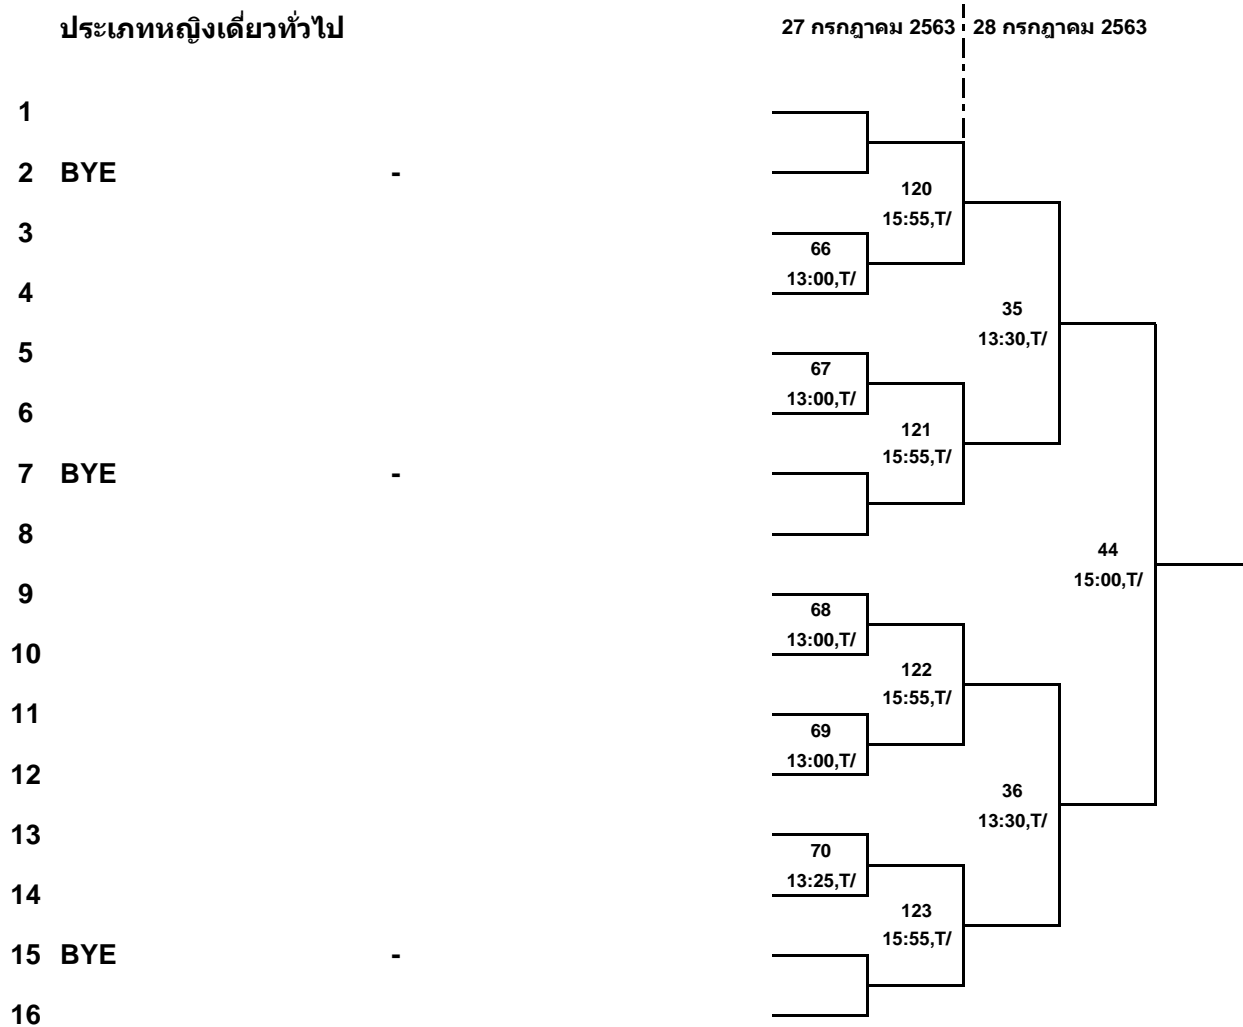 ประเภทหญิงเดี่ยวทั่วไป
27 กรกฎาคม 2563 28 กรกฎาคม 2563
1
2 BYE -
120
15:55,T/
3
66
13:00,T/
4
35
13:30,T/
5
67
13:00,T/
6
121
15:55,T/
7 BYE -
8
44
15:00,T/
9
68
13:00,T/
10
122
15:55,T/
11
69
13:00,T/
12
36
13:30,T/
13
70
13:25,T/
14
123
15:55,T/
15 BYE -
16